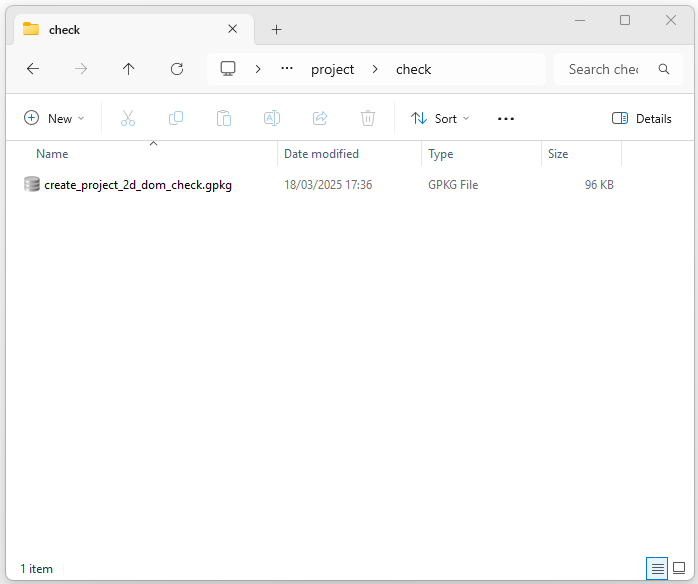 check
project
check
Search chec
New
Sort
Details
Name Date modified Type Size
create_project_2d_dom_check.gpkg 18/03/2025 17:36 GPKG File 96 KB
1 item